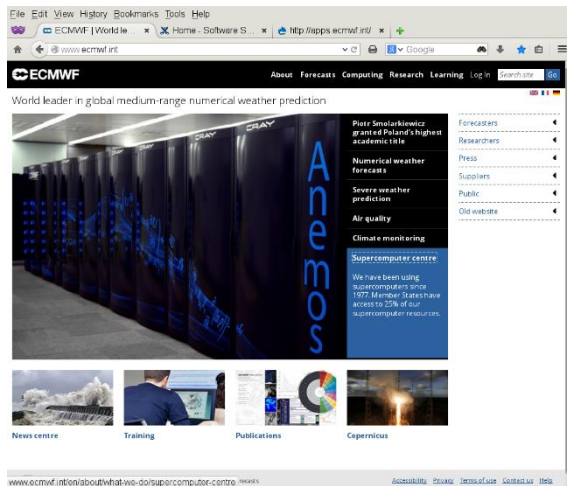 File Edit View History Bookmarks Tools Help
ECMWF | World le... × Home - Software S... × http://apps.ecmwf.int/ ×
www.ecmwf.int Google
ECMWF About Forecasts Computing Research Learning Log in Search site Go
World leader in global medium-range numerical weather prediction
CRAY CRAY CRAY
Anemos
Piotr Smolarkiewicz
granted Poland's highest
academic title
Numerical weather
forecasts
Severe weather
prediction
Air quality
Climate monitoring
Supercomputer centre
We have been using
supercomputers since
1977. Member States have
access to 25% of our
supercomputer resources.
Forecasters
Researchers
Press
Suppliers
Public
Old website
News centre Training Publications Copernicus
www.ecmwf.int/en/about/what-we-do/supercomputer-centre Accessibility Privacy Terms of use Contact us Help